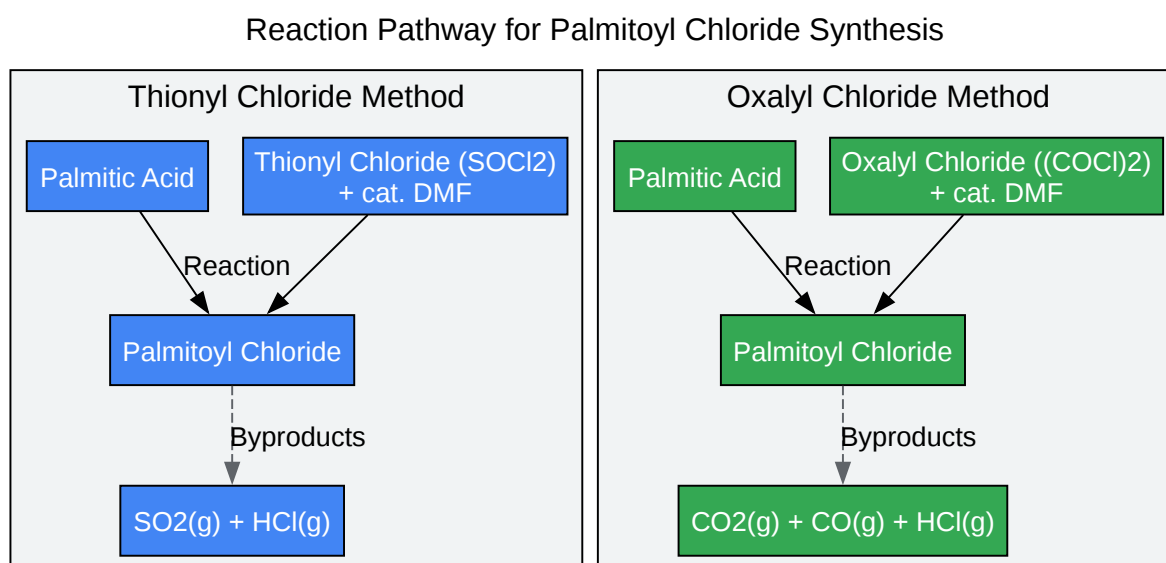 Reaction Pathway for Palmitoyl Chloride Synthesis
Thionyl Chloride Method
Palmitic Acid
Thionyl Chloride (SOCl2)
+ cat. DMF
Reaction
Palmitoyl Chloride
Byproducts
SO2(g) + HCl(g)
Oxalyl Chloride Method
Palmitic Acid
Oxalyl Chloride ((COCl)2)
+ cat. DMF
Reaction
Palmitoyl Chloride
Byproducts
CO2(g) + CO(g) + HCl(g)